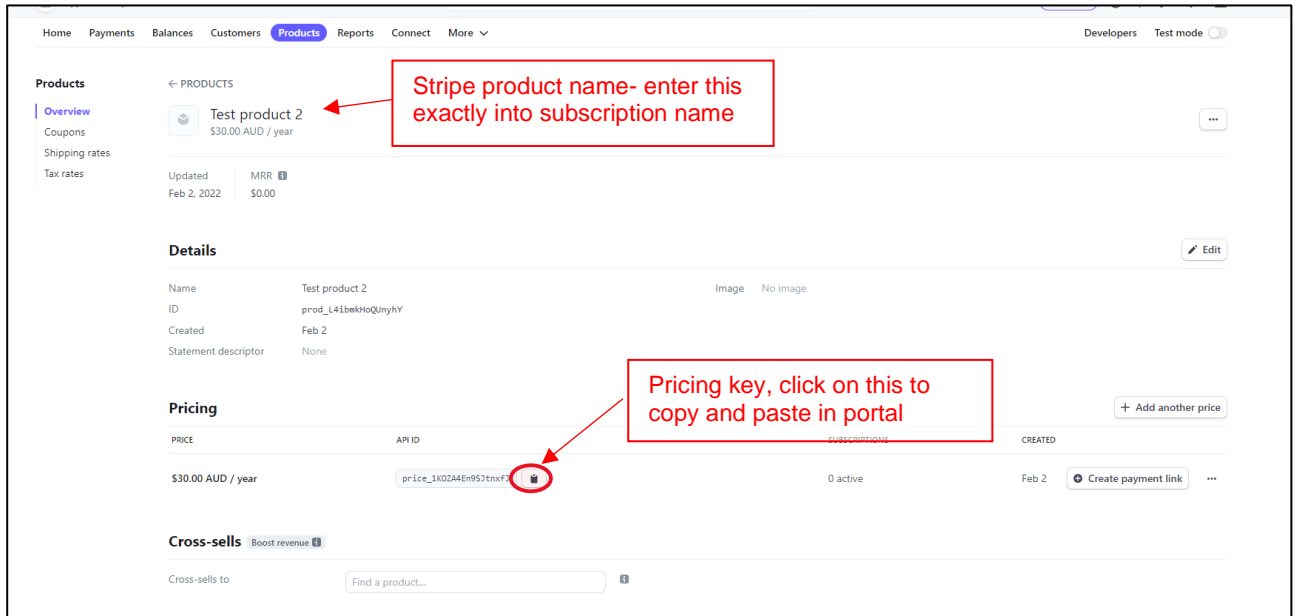 Home Payments Balances Customers Products Reports Connect More Developers Test mode
Products
Overview
Coupons
Shipping rates
Tax rates
← PRODUCTS
Test product 2
$30.00 AUD / year
Stripe product name- enter this
exactly into subscription name
Updated MRR
Feb 2, 2022 $0.00
Details Edit
Name Test product 2 Image No image
ID prod_L4ibmkHoQUnyhY
Created Feb 2
Statement descriptor None
Pricing key, click on this to
copy and paste in portal
Pricing + Add another price
PRICE API ID SUBSCRIPTIONS CREATED
$30.00 AUD / year 0 active Feb 2 Create payment link
Cross-sells Boost revenue
Cross-sells to Find a product...